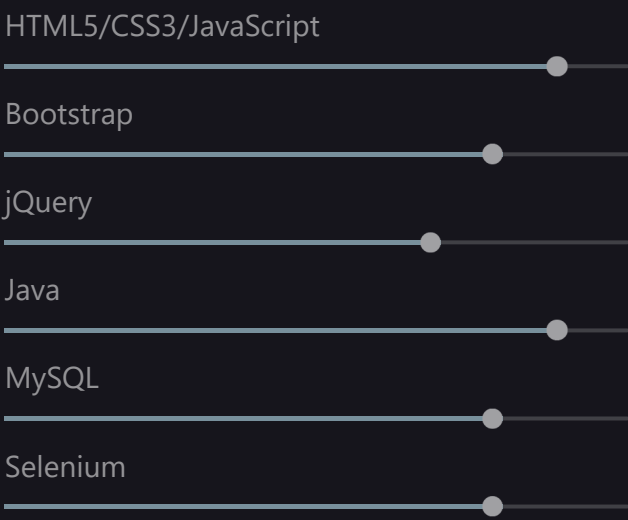 HTML5/CSS3/JavaScript
Bootstrap
jQuery
Java
MySQL
Selenium